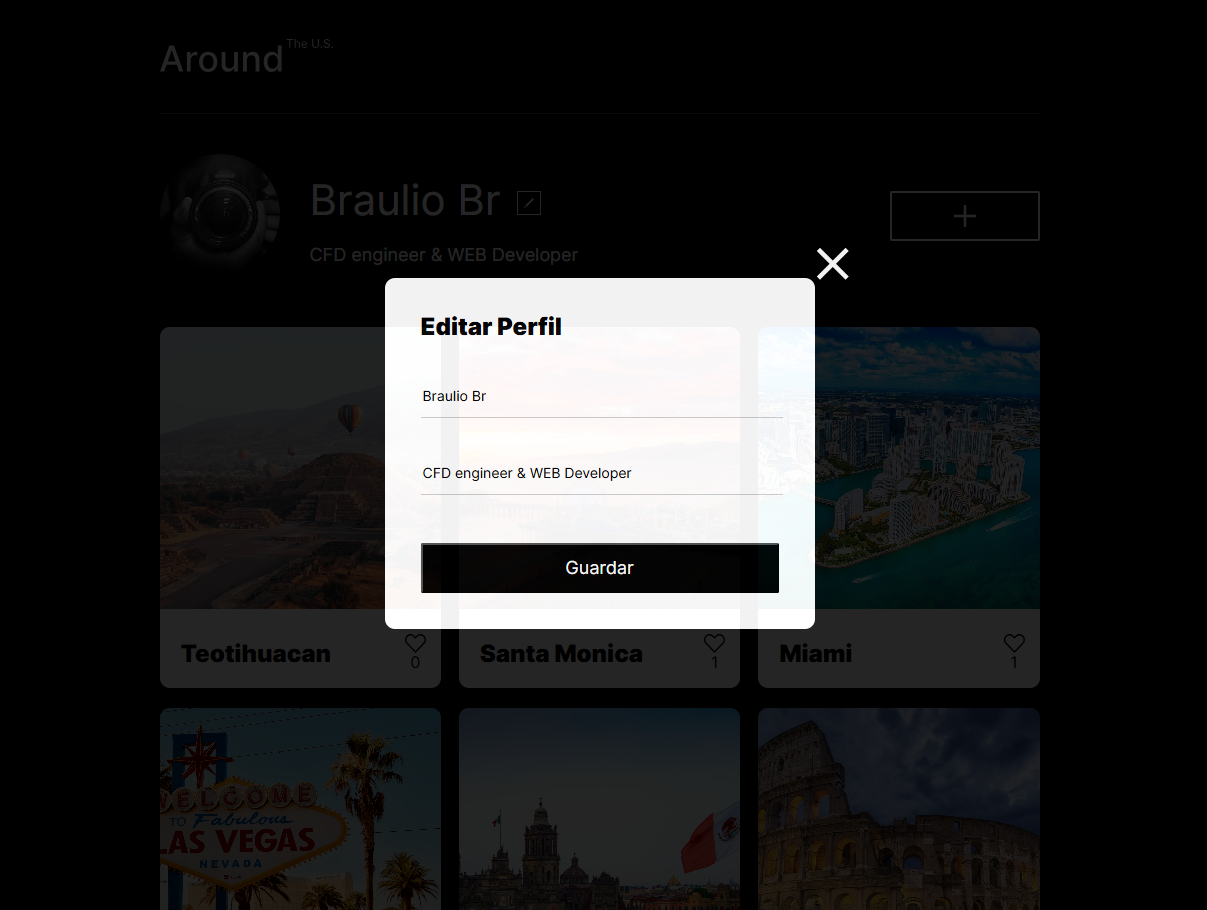 Around The U.S.
Braulio Br
CFD engineer & WEB Developer
Editar Perfil
Braulio Br
CFD engineer & WEB Developer
Guardar
Teotihuacan
0
Santa Monica
1
Miami
1
WELCOME
TO Fabulous
LAS VEGAS
NEVADA